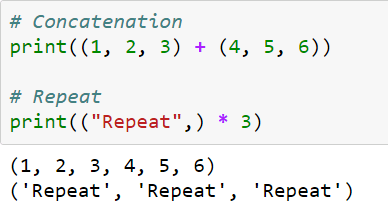 # Concatenation
print((1, 2, 3) + (4, 5, 6))
# Repeat
print(("Repeat",) * 3)
(1, 2, 3, 4, 5, 6)
('Repeat', 'Repeat', 'Repeat')